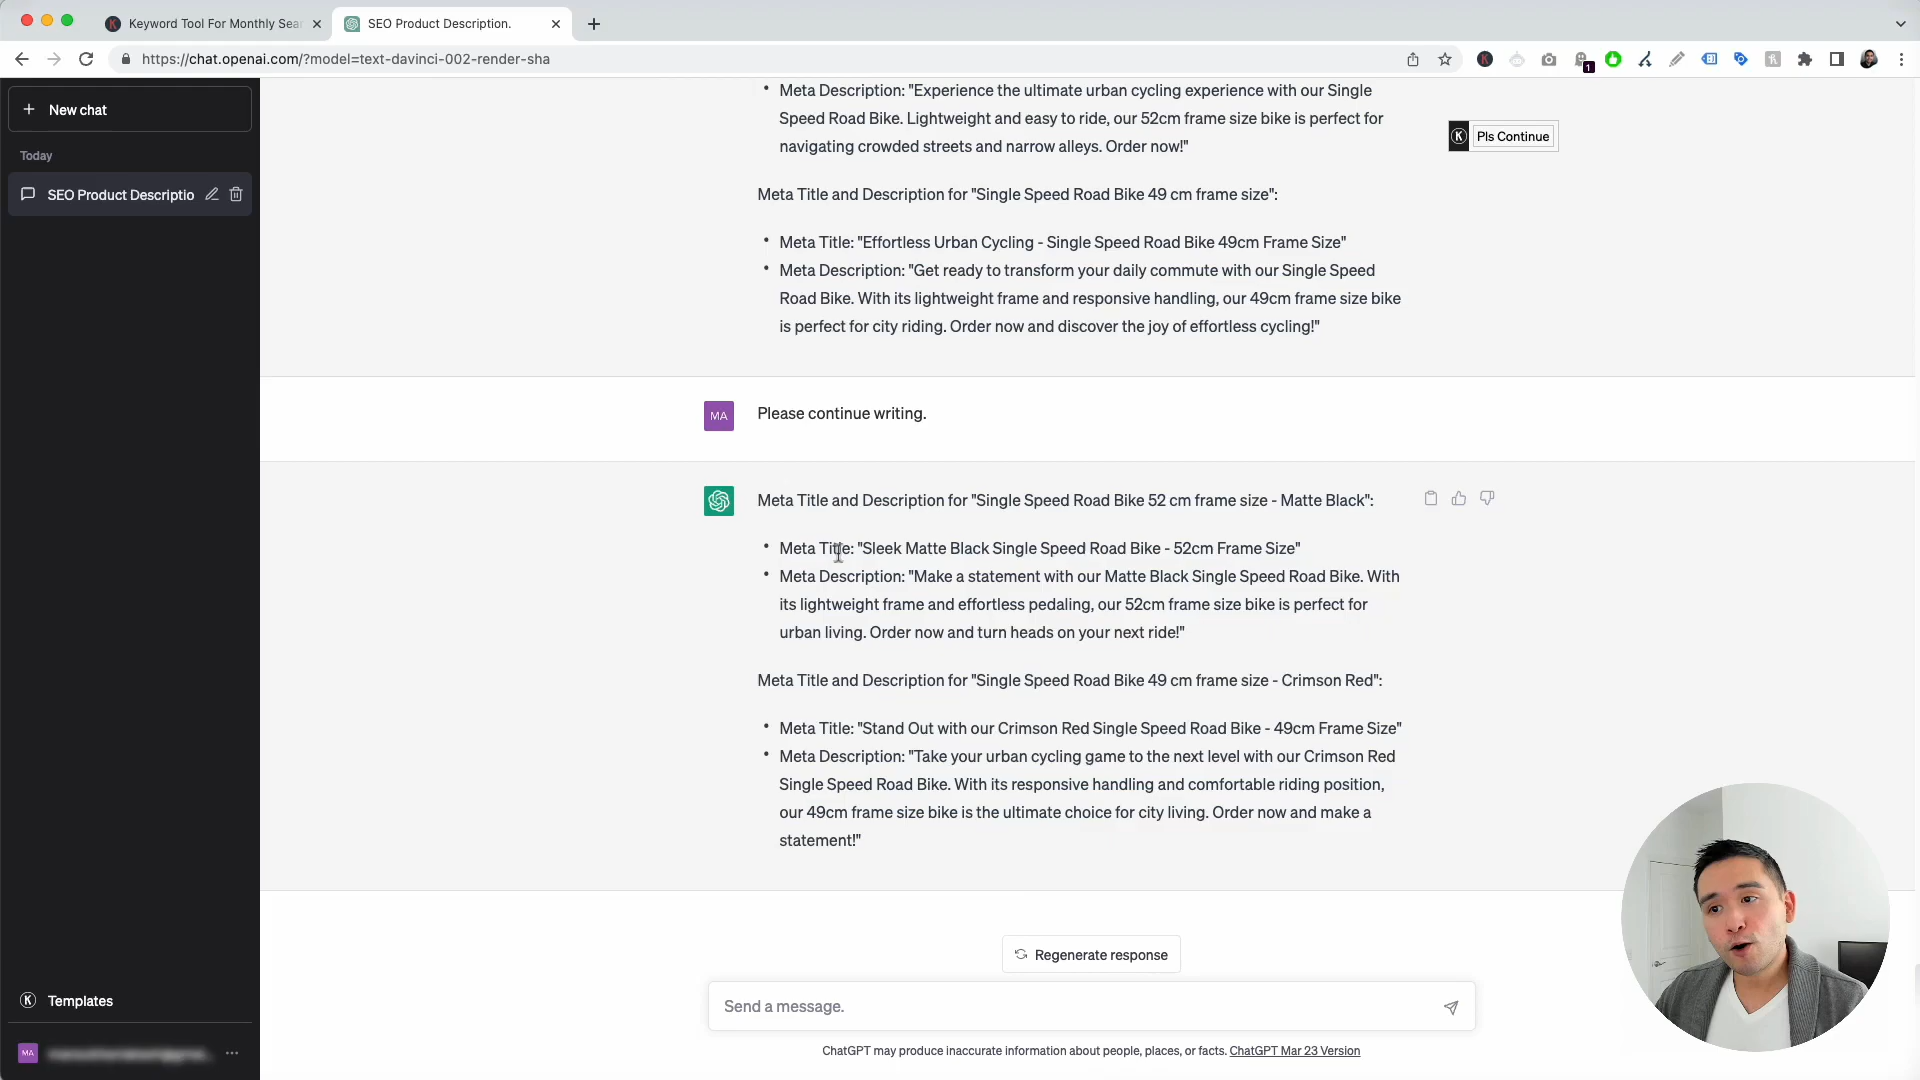 Keyword Tool For Monthly Sear
SEO Product Description.
https://chat.openai.com/?model=text-davinci-002-render-sha
1
New chat
Today
SEO Product Descriptio
• Meta Description: "Experience the ultimate urban cycling experience with our Single
Speed Road Bike. Lightweight and easy to ride, our 52cm frame size bike is perfect for
navigating crowded streets and narrow alleys. Order now!"
K Pls Continue
Meta Title and Description for "Single Speed Road Bike 49 cm frame size":
• Meta Title: "Effortless Urban Cycling - Single Speed Road Bike 49cm Frame Size"
• Meta Description: "Get ready to transform your daily commute with our Single Speed
Road Bike. With its lightweight frame and responsive handling, our 49cm frame size bike
is perfect for city riding. Order now and discover the joy of effortless cycling!"
MA Please continue writing.
Meta Title and Description for "Single Speed Road Bike 52 cm frame size - Matte Black":
• Meta Title: "Sleek Matte Black Single Speed Road Bike - 52cm Frame Size"
• Meta Description: "Make a statement with our Matte Black Single Speed Road Bike. With
its lightweight frame and effortless pedaling, our 52cm frame size bike is perfect for
urban living. Order now and turn heads on your next ride!"
Meta Title and Description for "Single Speed Road Bike 49 cm frame size - Crimson Red":
• Meta Title: "Stand Out with our Crimson Red Single Speed Road Bike - 49cm Frame Size"
• Meta Description: "Take your urban cycling game to the next level with our Crimson Red
Single Speed Road Bike. With its responsive handling and comfortable riding position,
our 49cm frame size bike is the ultimate choice for city living. Order now and make a
statement!"
Regenerate response
Send a message.
ChatGPT may produce inaccurate information about people, places, or facts. ChatGPT Mar 23 Version
K Templates
MA